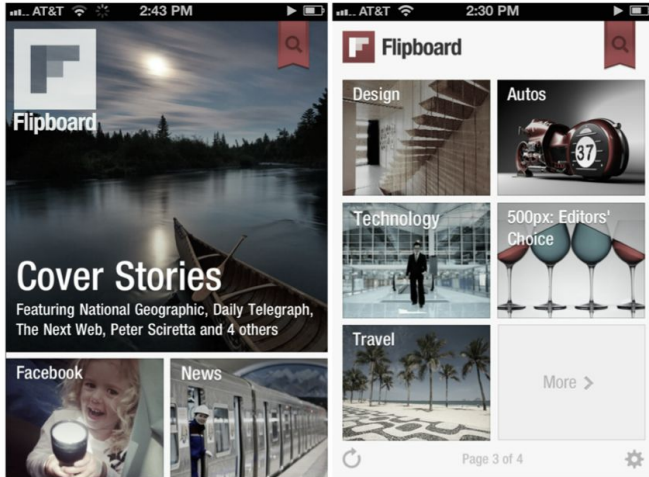 AT&T 2:43 PM
Flipboard
Cover Stories
Featuring National Geographic, Daily Telegraph,
The Next Web, Peter Sciretta and 4 others
Facebook
News
AT&T 2:30 PM
Flipboard
Design
Autos
37
Technology
500px: Editors'
Choice
Travel
More >
Page 3 of 4